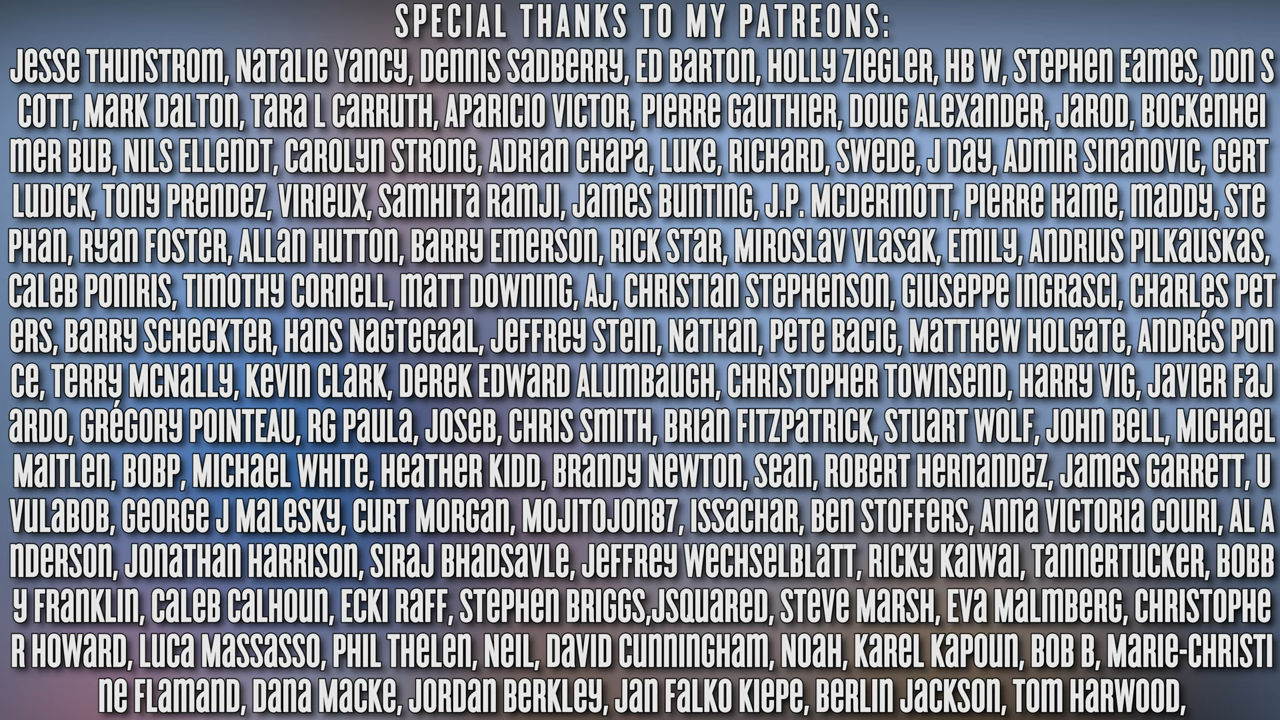 SPECIAL THANKS TO MY PATREONS:
Jesse Thunstrom, Natalie Yancy, Dennis Sadberry, Ed Barton, Holly Ziegler, HB W, Stephen Eames, Don S
cott, Mark Dalton, Tara L Carruth, Aparicio Victor, Pierre Gauthier, Doug Alexander, Jarod, Bockenhei
mer Bub, Nils Ellendt, Carolyn Strong, Adrian Chapa, Luke, Richard, Swede, J Day, Admir Sinanovic, Gert
Ludick, Tony Prendez, Virieux, Samhita Ramji, James Bunting, J.P. McDermott, Pierre Hame, maddy, Ste
phan, Ryan Foster, Allan Hutton, Barry Emerson, Rick Star, Miroslav Vlasak, Emily, Andrius Pilkauskas,
Caleb Poniris, Timothy Cornell, matt downing, AJ, Christian Stephenson, Giuseppe Ingrasci, Charles Pet
ers, Barry Scheckter, Hans Nagtegaal, Jeffrey Stein, Nathan, Pete Bacig, Matthew Holgate, Andrés Pon
ce, Terry McNally, Kevin Clark, Derek Edward Alumbaugh, Christopher Townsend, Harry Vig, Javier Faj
ardo, Grégory Pointeau, RG Paula, JoseB, Chris Smith, Brian Fitzpatrick, Stuart Wolf, John Bell, Michael
Maitlen, BobP, Michael White, Heather Kidd, Brandy Newton, Sean, Robert Hernandez, James Garrett, U
vulaBob, George J Malesky, Curt Morgan, Mojitojon87, Issachar, Ben Stoffers, Anna Victoria Couri, Al A
nderson, Jonathan Harrison, Siraj Bhadsavle, Jeffrey Wechselblatt, Ricky Kaiwai, TannerTucker, Bobb
y Franklin, Caleb Calhoun, Ecki Raff, Stephen Briggs,JSquared, Steve Marsh, Eva Malmberg, Christophe
r Howard, Luca Massasso, Phil Thelen, Neil, David Cunningham, Noah, Karel Kapoun, Bob B, Marie-Christi
ne Flamand, Dana Macke, Jordan Berkley, Jan Falko Kiepe, Berlin Jackson, Tom Harwood,